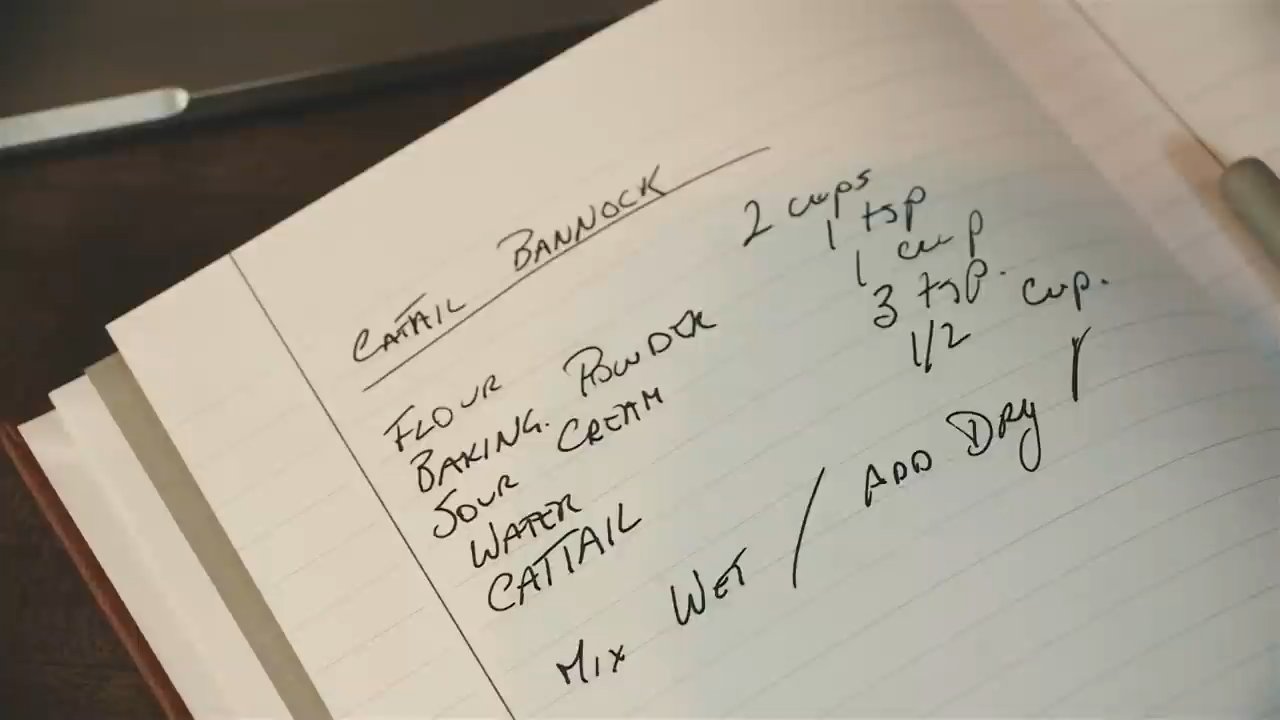 CATTAIL BANNOCK
FLOUR 2 cups
BAKING. POWDER 1 tsp
SOUR CREAM 1 cup
WATER 3 tsp.
CATTAIL 1/2 cup.
MIX WET / ADD DRY /